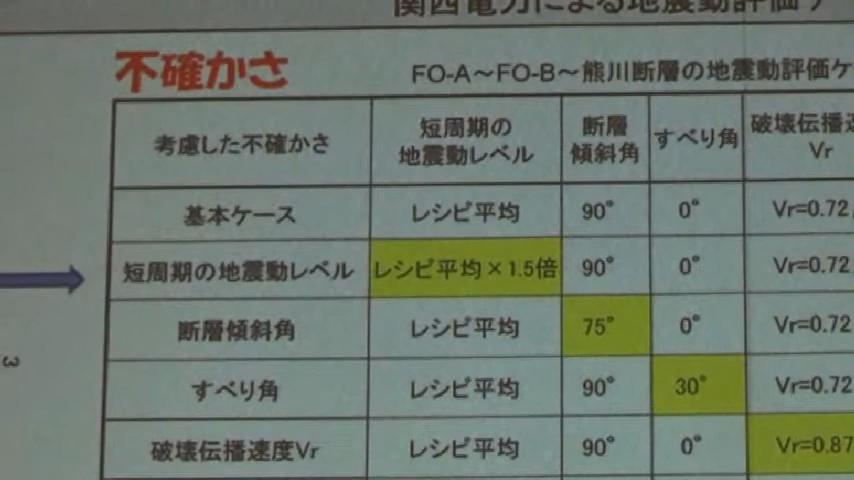 関西電力による地震動評価ケ
不確かさ
FO-A～FO-B～熊川断層の地震動評価ケ
考慮した不確かさ 短周期の地震動レベル 断層傾斜角 すべり角 破壊伝播速 Vr
基本ケース レシピ平均 90° 0° Vr=0.72
短周期の地震動レベル レシピ平均×1.5倍 90° 0° Vr=0.72
断層傾斜角 レシピ平均 75° 0° Vr=0.72
すべり角 レシピ平均 90° 30° Vr=0.72
破壊伝播速度Vr レシピ平均 90° 0° Vr=0.87
3